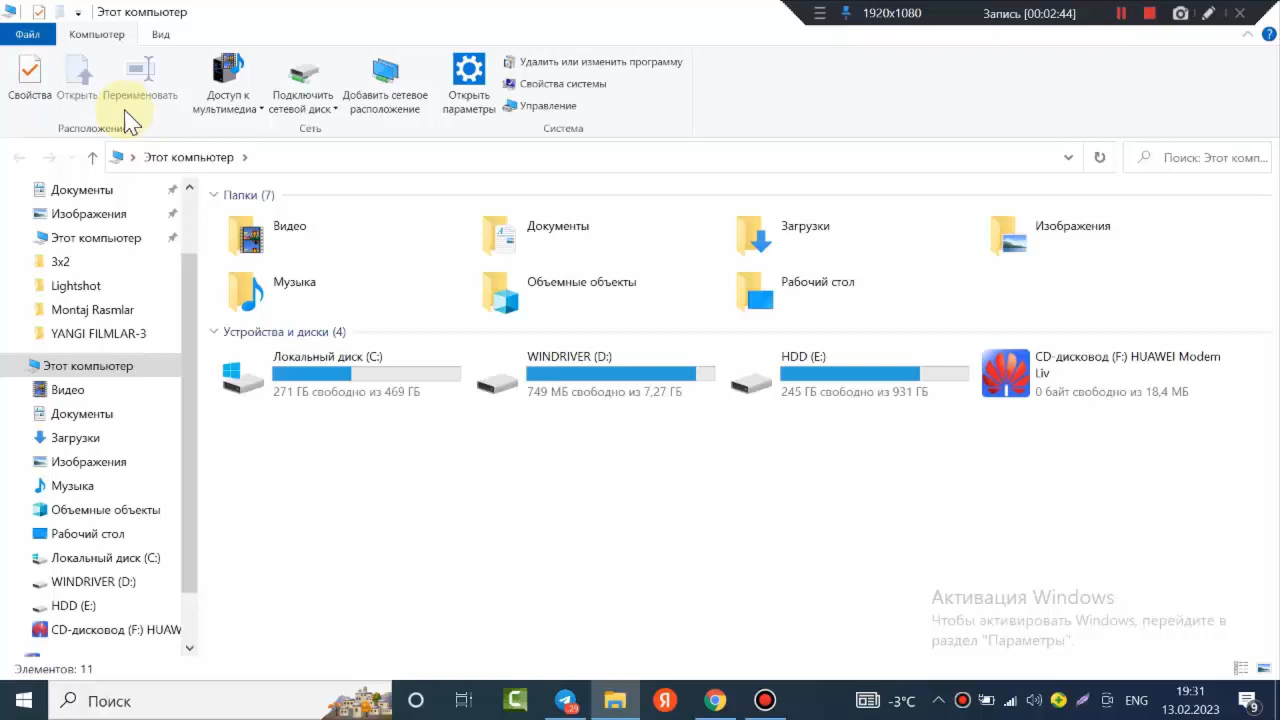 Этот компьютер
1920x1080
Запись [00:02:44]
Файл
Компьютер
Вид
Свойства
Открыть
Переименовать
Доступ к мультимедиа
Подключить сетевой диск
Добавить сетевое расположение
Открыть параметры
Удалить или изменить программу
Свойства системы
Управление
Расположение
Сеть
Система
Этот компьютер
Поиск: Этот комп...
Документы
Изображения
Этот компьютер
3x2
Lightshot
Montaj Rasmlar
YANGI FILMLAR-3
Этот компьютер
Видео
Документы
Загрузки
Изображения
Музыка
Объемные объекты
Рабочий стол
Локальный диск (C:)
WINDRIVER (D:)
HDD (E:)
CD-дисковод (F:) HUAW
Папки (7)
Видео
Документы
Загрузки
Изображения
Музыка
Объемные объекты
Рабочий стол
Устройства и диски (4)
Локальный диск (C:)
271 ГБ свободно из 469 ГБ
WINDRIVER (D:)
749 МБ свободно из 7,27 ГБ
HDD (E:)
245 ГБ свободно из 931 ГБ
CD-дисковод (F:) HUAWEI Modern
Liv
0 байт свободно из 18,4 МБ
Активация Windows
Чтобы активировать Windows, перейдите в
раздел "Параметры".
Элементов: 11
Поиск
.29
-3°C
ENG
19:31
13.02.2023
9